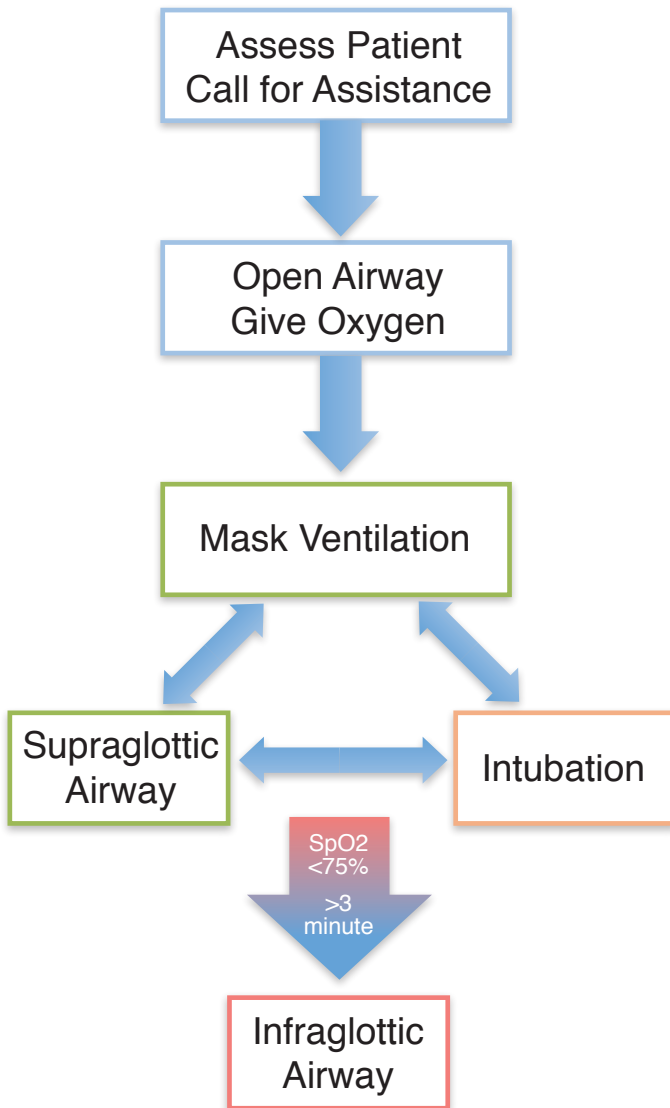 Assess Patient
Call for Assistance
Open Airway
Give Oxygen
Mask Ventilation
Supraglottic
Airway
Intubation
SpO2
<75%
>3
minute
Infraglottic
Airway